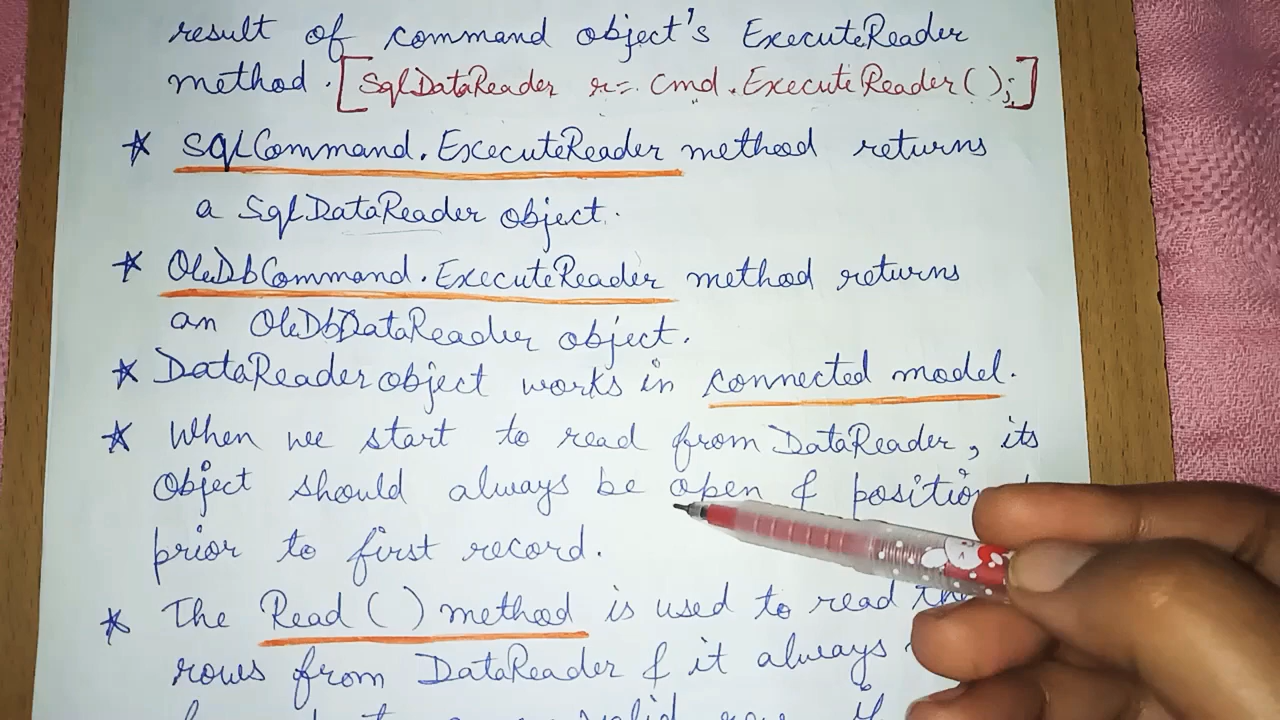 result of command object's ExecuteReader
method. [SqlDataReader r= cmd.ExecuteReader();]
* SqlCommand.ExecuteReader method returns
a SqlDataReader object.
* OleDbCommand.ExecuteReader method returns
an OleDbDataReader object.
* DataReader object works in connected model.
* When we start to read from DataReader, its
object should always be open & position
prior to first record.
* The Read() method is used to read
rows from DataReader & it always
valid row, if